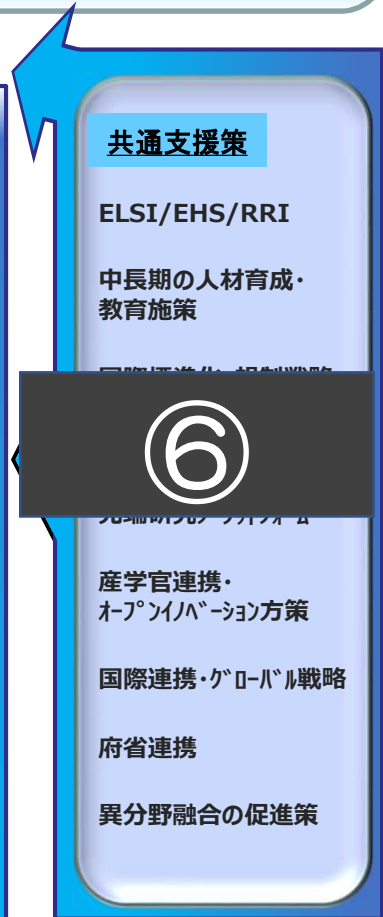 共通支援策
ELSI/EHS/RRI
中長期の人材育成・
教育施策
⑥
産学官連携・
ｵｰﾌﾟﾝｲﾉﾍﾞｰｼｮﾝ方策
国際連携・ｸﾞﾛｰﾊﾞﾙ戦略
府省連携
異分野融合の促進策